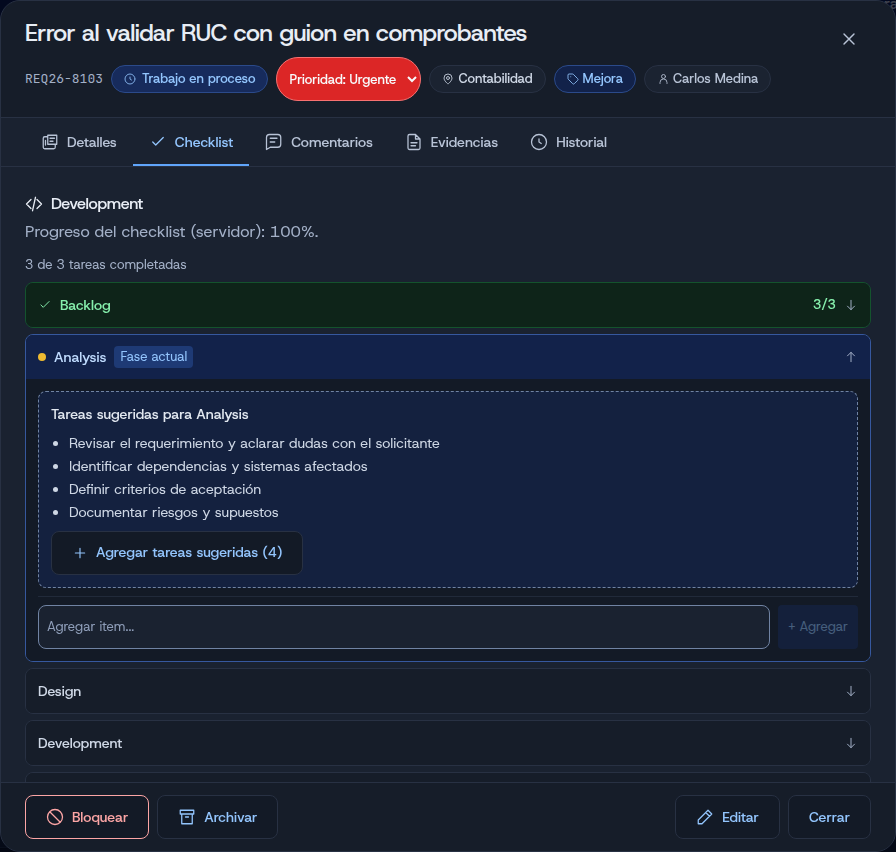 Error al validar RUC con guion en comprobantes
REQ26-8103 Trabajo en proceso Prioridad: Urgente Contabilidad Mejora Carlos Medina
Detalles Checklist Comentarios Evidencias Historial
Development
Progreso del checklist (servidor): 100%.
3 de 3 tareas completadas
Backlog 3/3
Analysis Fase actual
Tareas sugeridas para Analysis
Revisar el requerimiento y aclarar dudas con el solicitante
Identificar dependencias y sistemas afectados
Definir criterios de aceptación
Documentar riesgos y supuestos
+ Agregar tareas sugeridas (4)
Agregar item... + Agregar
Design
Development
Bloquear Archivar Editar Cerrar